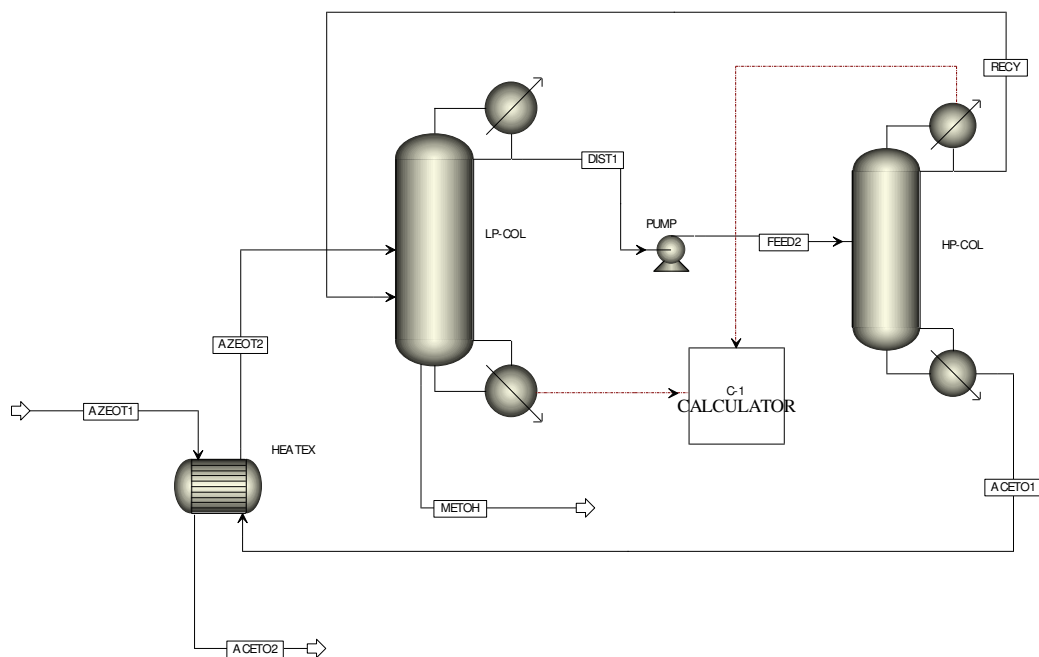 RECY
DIST1
PUMP
LP-COL
FEED2
HP-COL
AZEOT2
C-1
CALCULATOR
AZEOT1
HEATEX
ACETO1
METOH
ACETO2